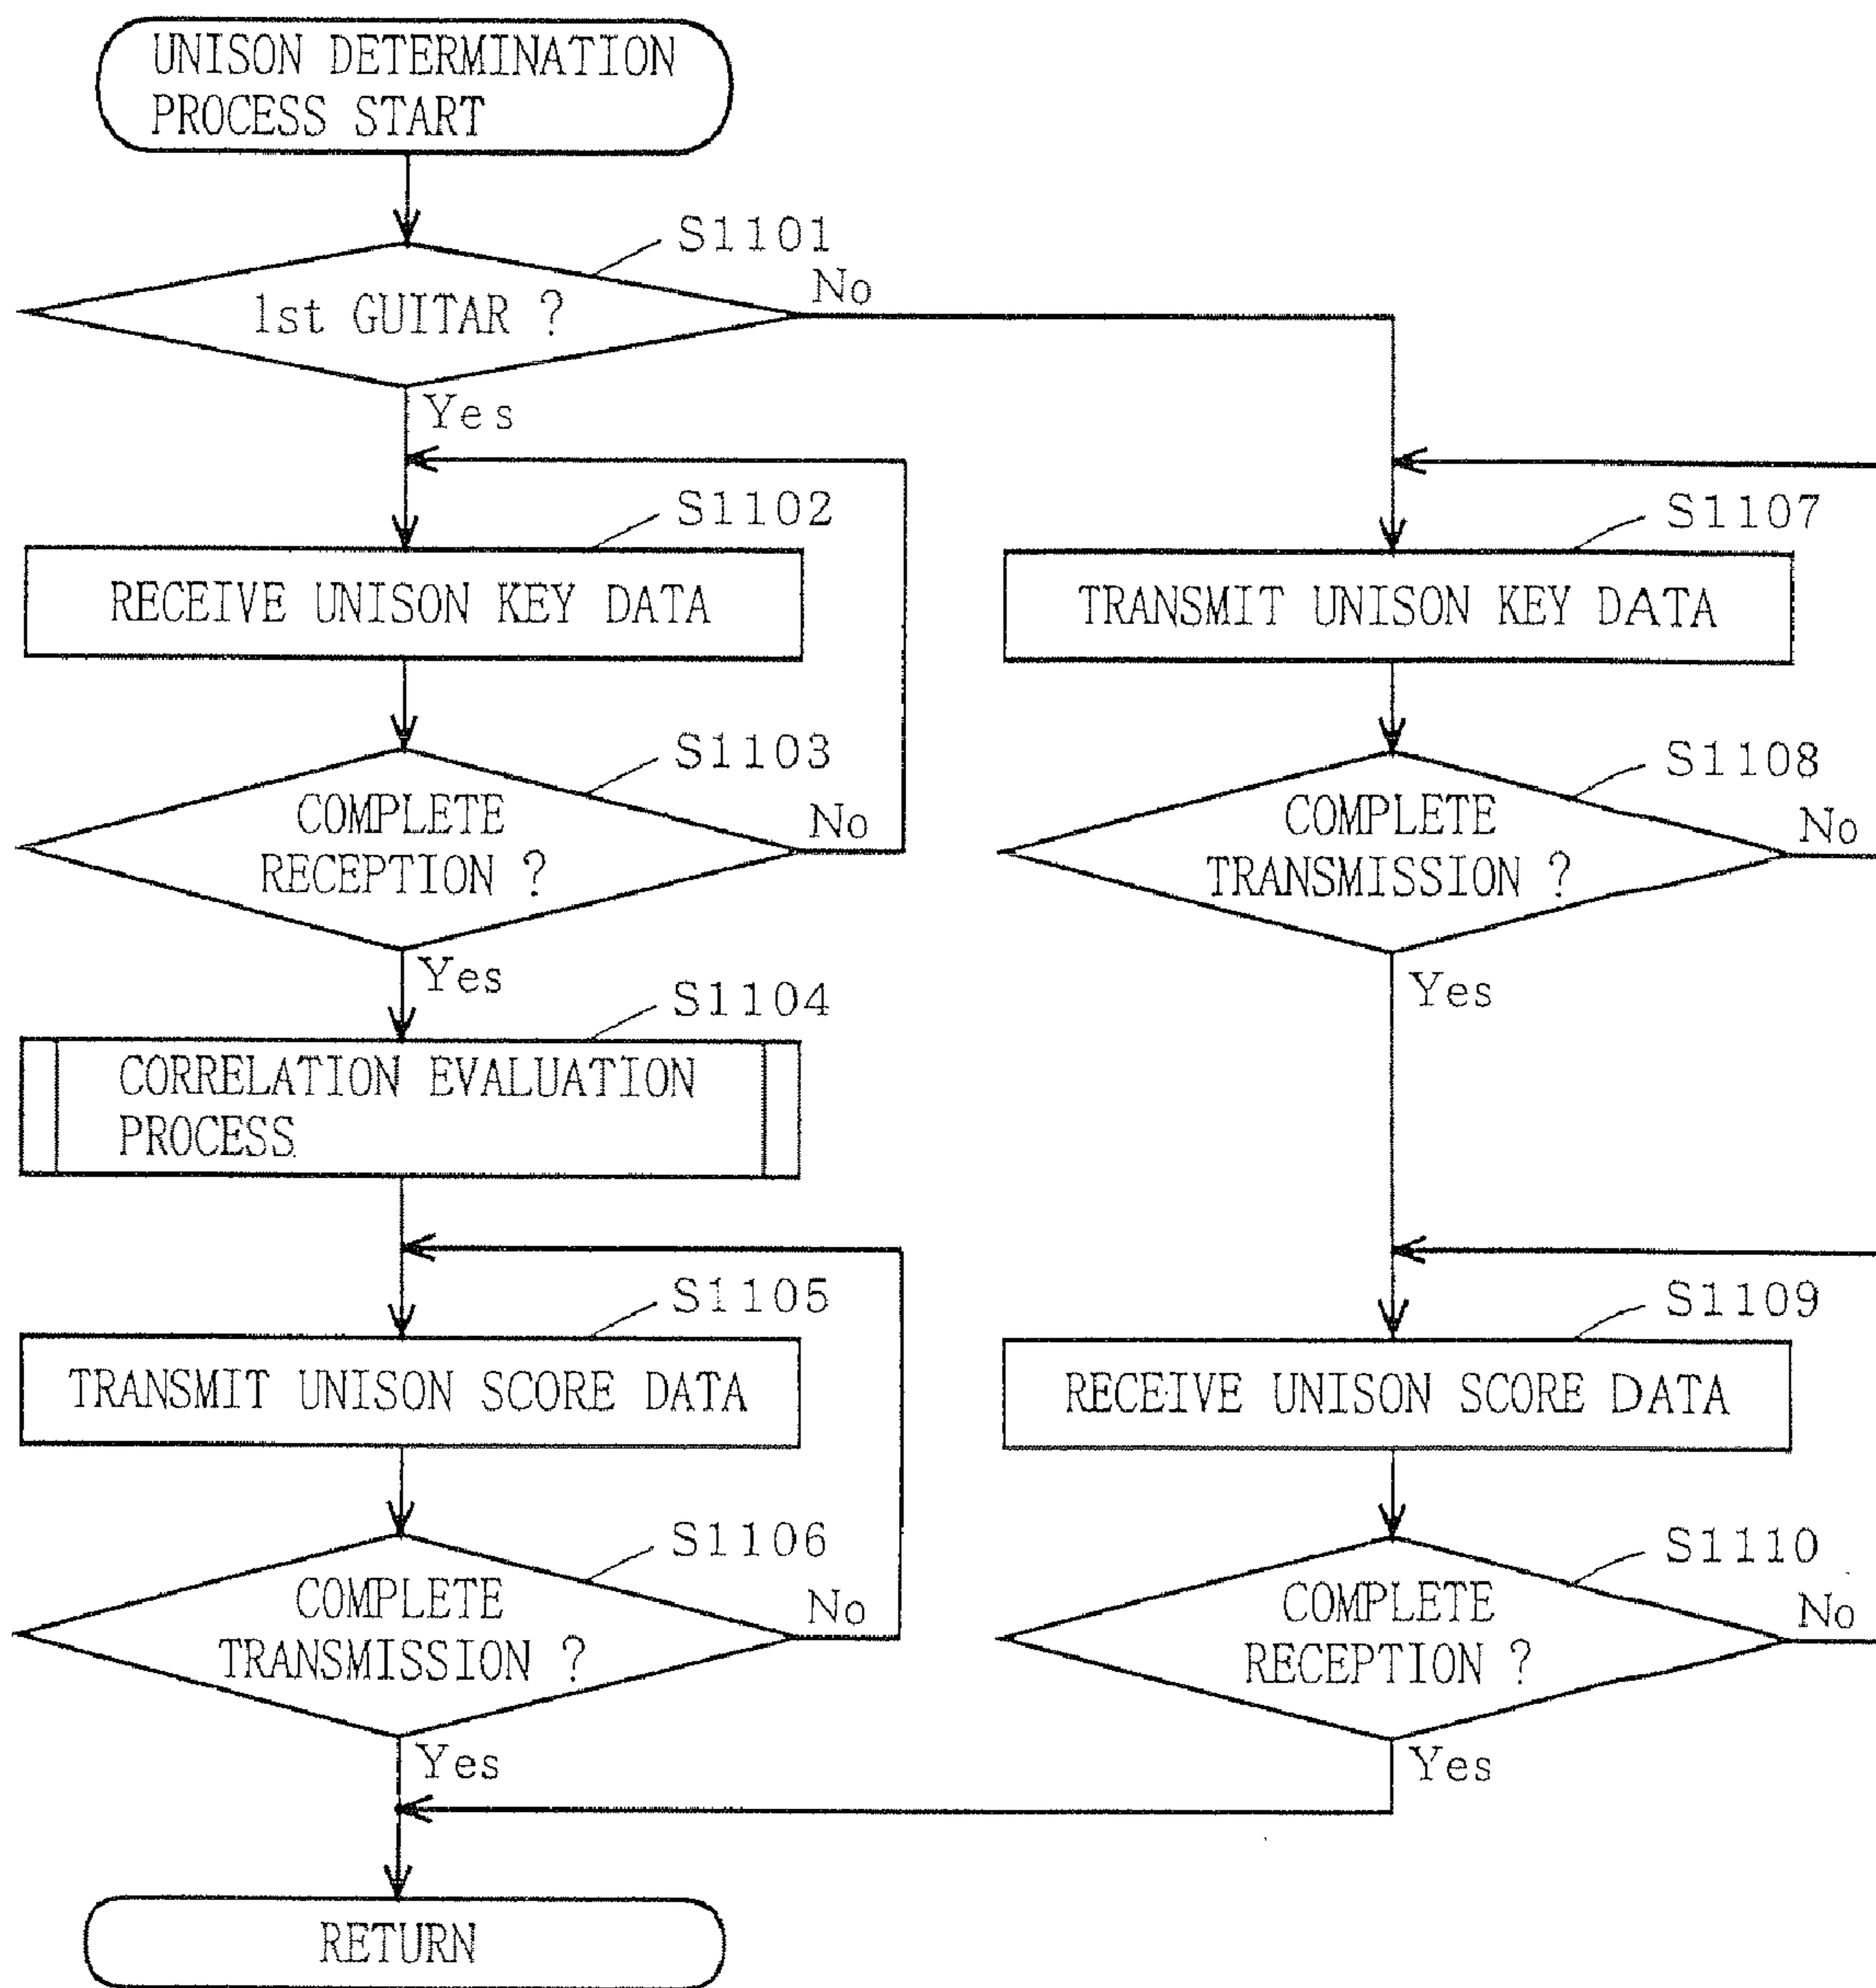 UNISON DETERMINATION
PROCESS START
S1101
1st GUITAR ?
No
Yes
S1102
RECEIVE UNISON KEY DATA
S1103
COMPLETE
RECEPTION ?
No
Yes
S1104
CORRELATION EVALUATION
PROCESS
S1105
TRANSMIT UNISON SCORE DATA
S1106
COMPLETE
TRANSMISSION ?
No
Yes
S1107
TRANSMIT UNISON KEY DATA
S1108
COMPLETE
TRANSMISSION ?
No
Yes
S1109
RECEIVE UNISON SCORE DATA
S1110
COMPLETE
RECEPTION ?
No
Yes
RETURN